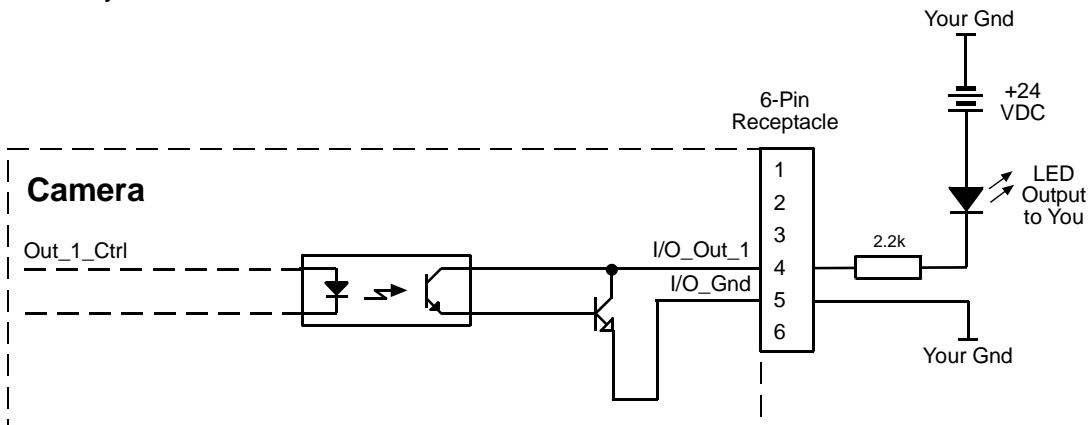 Your Gnd
+24
VDC
6-Pin
Receptacle
1
2
3
4
5
6
Camera
Out_1_Ctrl
I/O_Out_1
I/O_Gnd
2.2k
LED
Output
to You
Your Gnd